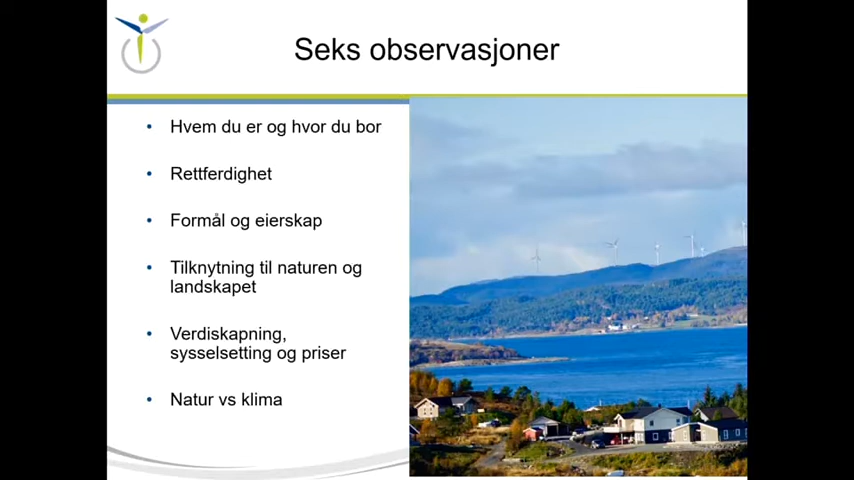 Seks observasjoner
• Hvem du er og hvor du bor
• Rettferdighet
• Formål og eierskap
• Tilknytning til naturen og
landskapet
• Verdiskapning,
sysselsetting og priser
• Natur vs klima